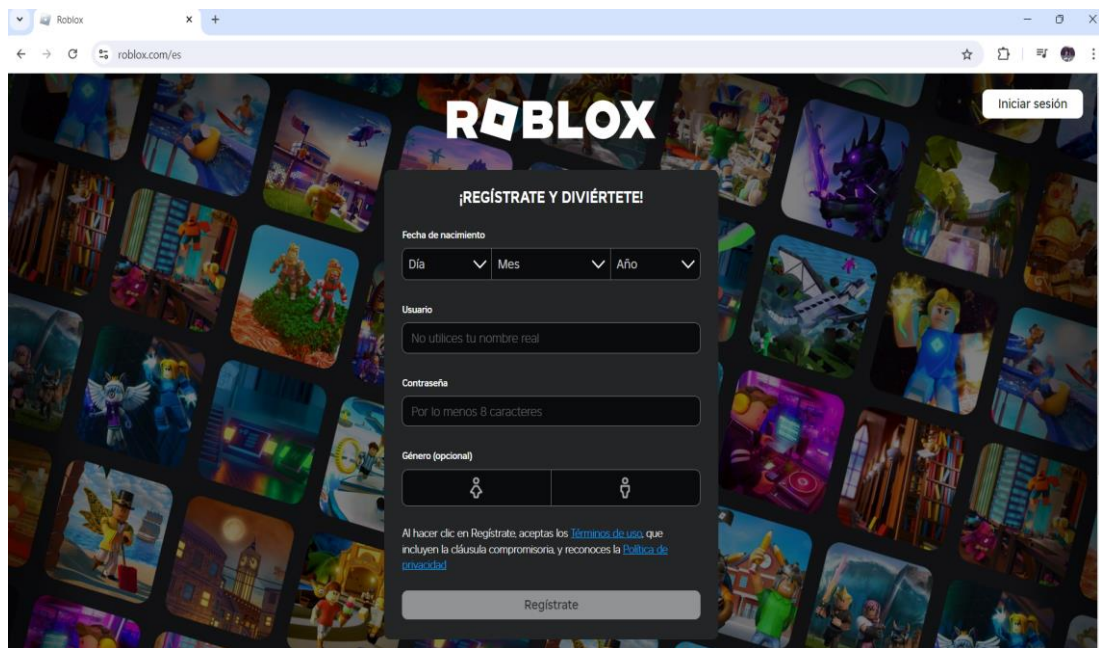 Roblox
roblox.com/es
Iniciar sesión
ROBLOX
¡REGÍSTRATE Y DIVIÉRTETE!
Fecha de nacimiento
Día Mes Año
Usuario
No utilices tu nombre real
Contraseña
Por lo menos 8 caracteres
Género (opcional)
Al hacer clic en Regístrate, aceptas los Términos de uso, que
incluyen la cláusula compromisoria, y reconoces la Política de
privacidad
Regístrate